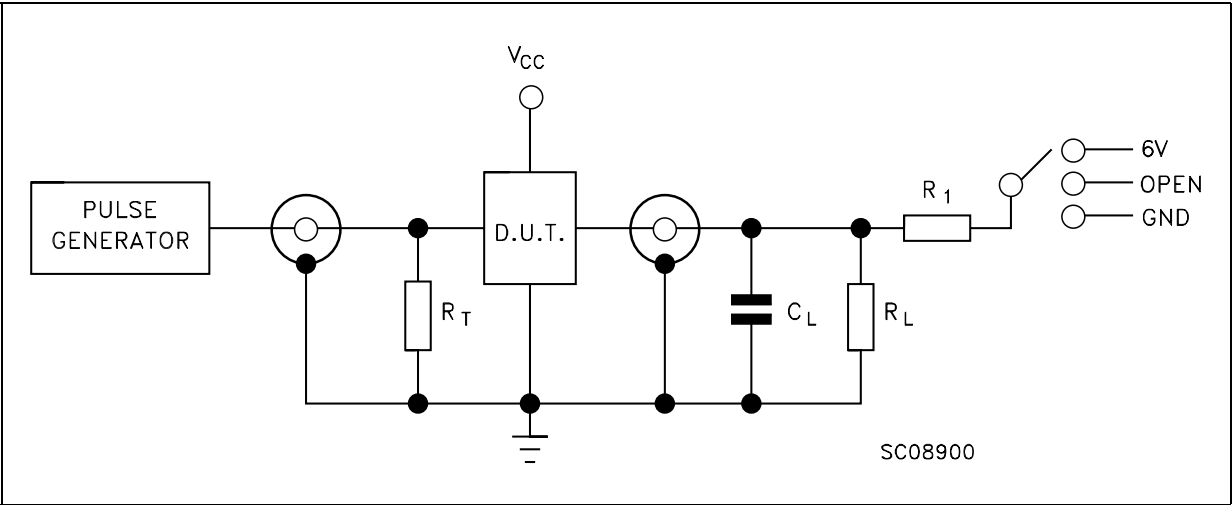 VCC
PULSE
GENERATOR
D.U.T.
RT
CL
RL
R1
6V
OPEN
GND
SC08900